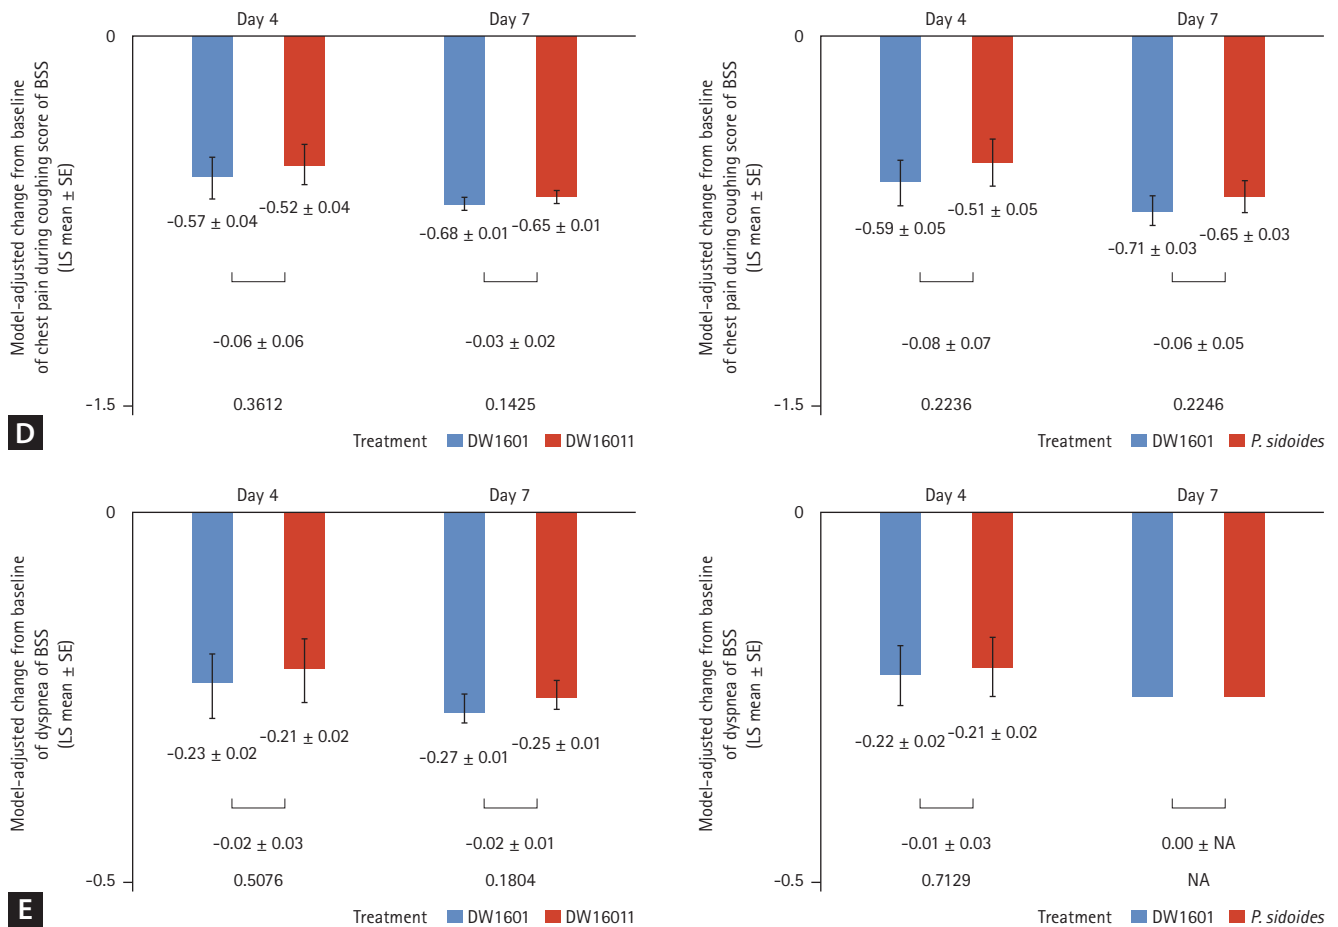 Day 4
Day 7
0
Model-adjusted change from baseline
of chest pain during coughing score of BSS
(LS mean ± SE)
-0.57 ± 0.04
-0.52 ± 0.04
-0.68 ± 0.01
-0.65 ± 0.01
-0.06 ± 0.06
-0.03 ± 0.02
-1.5
0.3612
0.1425
D
Treatment DW1601 DW16011
Day 4
Day 7
0
Model-adjusted change from baseline
of chest pain during coughing score of BSS
(LS mean ± SE)
-0.59 ± 0.05
-0.51 ± 0.05
-0.71 ± 0.03
-0.65 ± 0.03
-0.08 ± 0.07
-0.06 ± 0.05
-1.5
0.2236
0.2246
Treatment DW1601 P. sidoides
Day 4
Day 7
0
Model-adjusted change from baseline
of dyspnea of BSS
(LS mean ± SE)
-0.23 ± 0.02
-0.21 ± 0.02
-0.27 ± 0.01
-0.25 ± 0.01
-0.02 ± 0.03
-0.02 ± 0.01
-0.5
0.5076
0.1804
E
Treatment DW1601 DW16011
Day 4
Day 7
0
Model-adjusted change from baseline
of dyspnea of BSS
(LS mean ± SE)
-0.22 ± 0.02
-0.21 ± 0.02
-0.01 ± 0.03
0.00 ± NA
-0.5
0.7129
NA
Treatment DW1601 P. sidoides